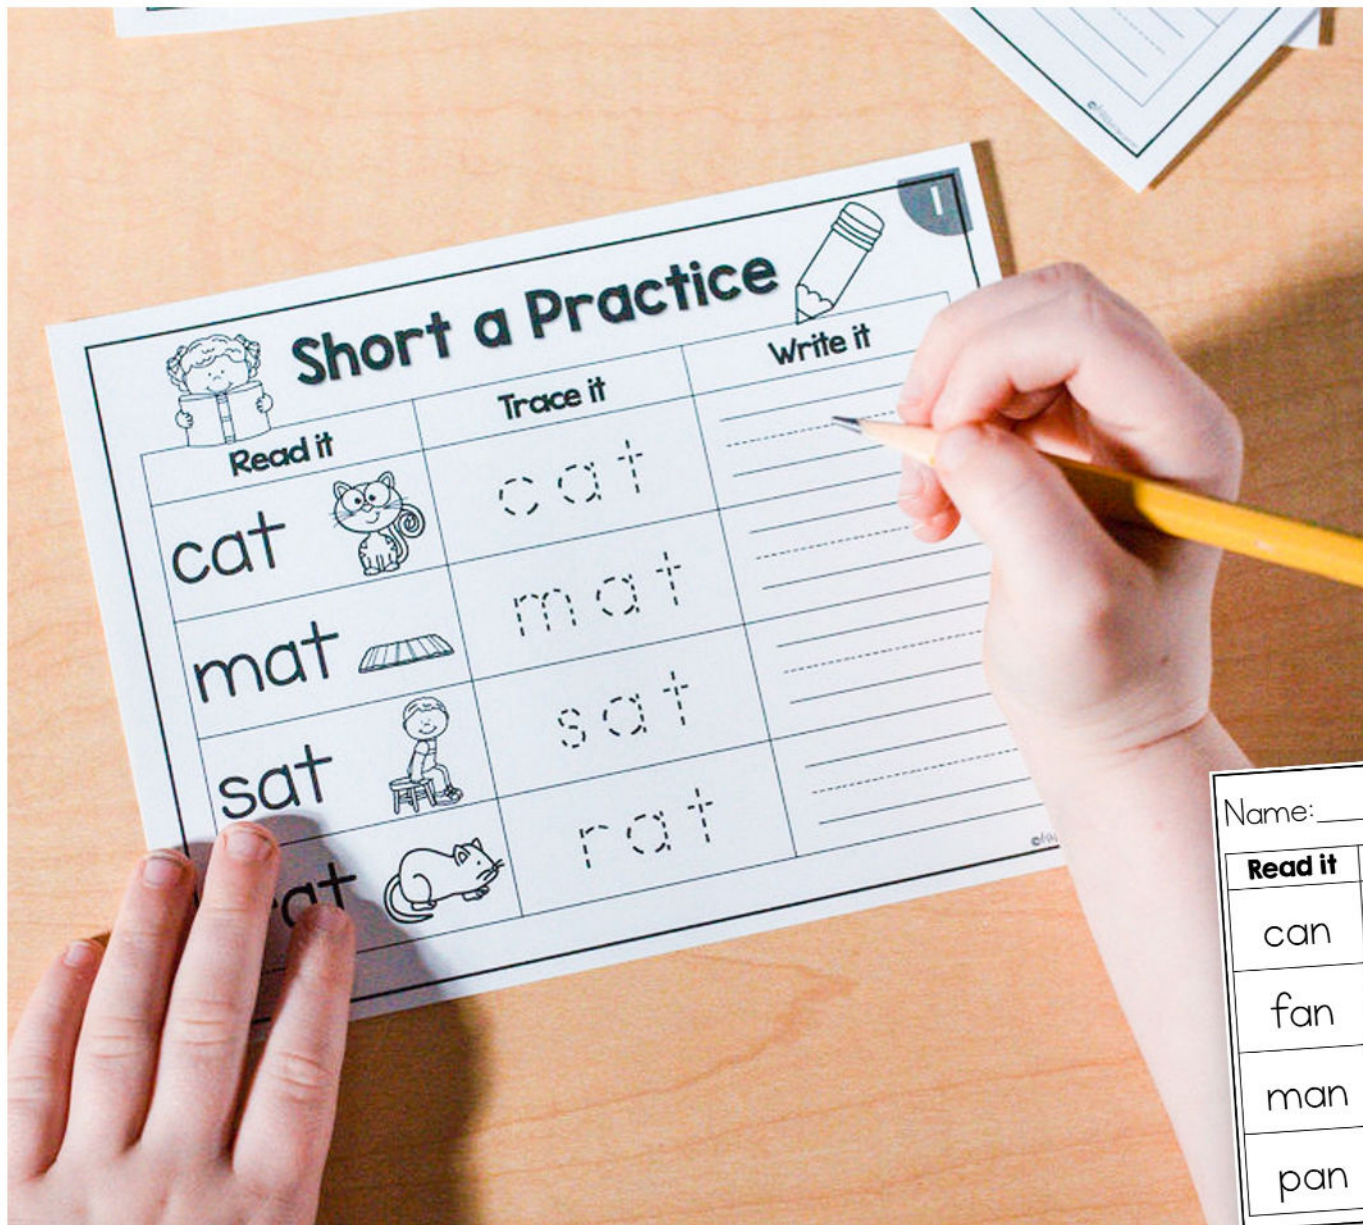 1
Short a Practice
Read it Trace it Write it
cat cat
mat mat
sat sat
rat rat
Name:
Read it
can
fan
man
pan